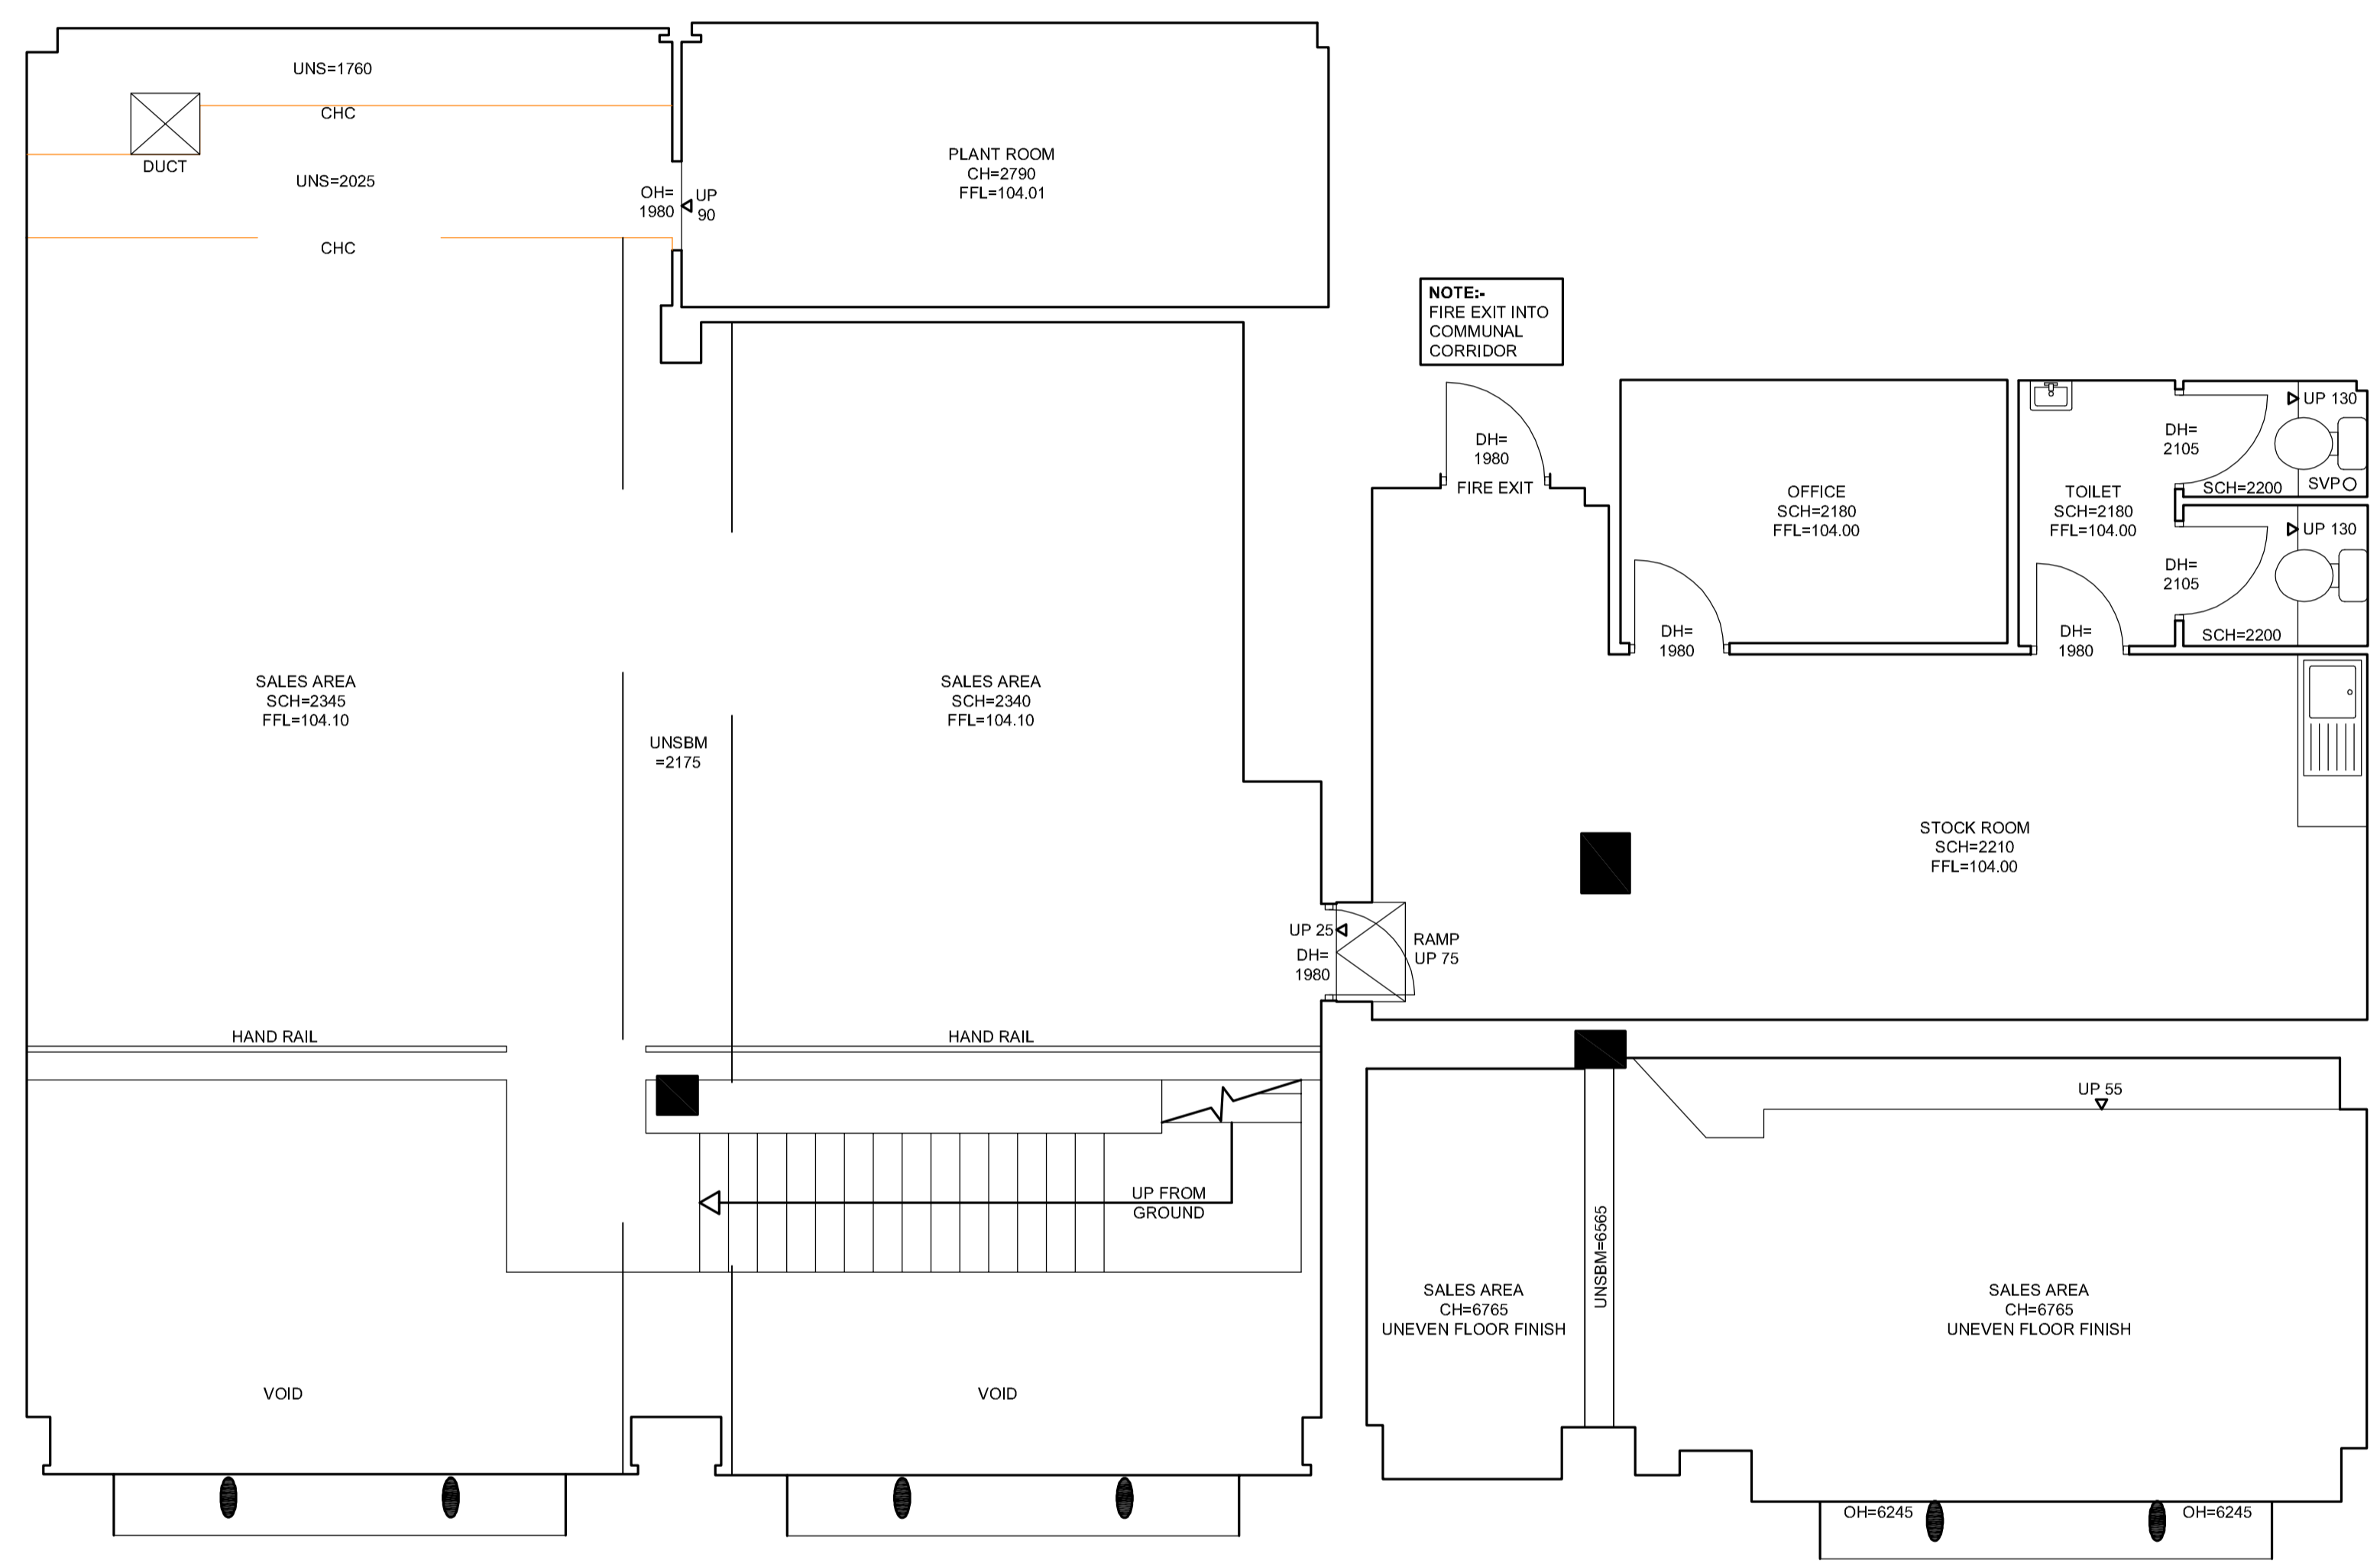 UNS=1760
CHC
DUCT
UNS=2025
CHC
OH=
1980
UP
90
PLANT ROOM
CH=2790
FFL=104.01
NOTE:-
FIRE EXIT INTO
COMMUNAL
CORRIDOR
DH=
1980
FIRE EXIT
OFFICE
SCH=2180
FFL=104.00
DH=
1980
TOILET
SCH=2180
FFL=104.00
DH=
1980
DH=
2105
UP 130
SCH=2200
SVP
DH=
2105
UP 130
SCH=2200
SALES AREA
SCH=2345
FFL=104.10
UNSBM
=2175
SALES AREA
SCH=2340
FFL=104.10
STOCK ROOM
SCH=2210
FFL=104.00
UP 25
DH=
1980
RAMP
UP 75
HAND RAIL
HAND RAIL
UP FROM
GROUND
UP 55
UNSBM=6565
SALES AREA
CH=6765
UNEVEN FLOOR FINISH
SALES AREA
CH=6765
UNEVEN FLOOR FINISH
VOID
VOID
OH=6245
OH=6245